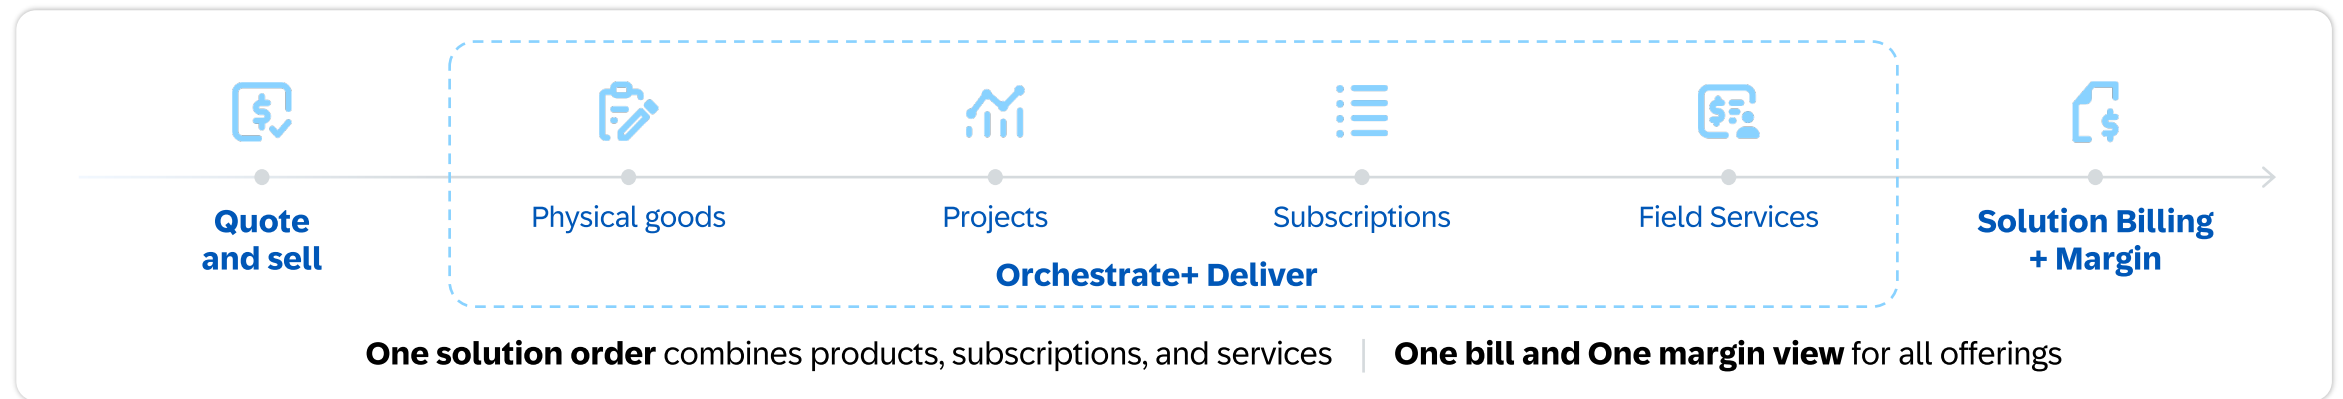 Quote
and sell
Physical goods
Projects
Subscriptions
Field Services
Orchestrate+ Deliver
Solution Billing
+ Margin
One solution order combines products, subscriptions, and services
One bill and One margin view for all offerings